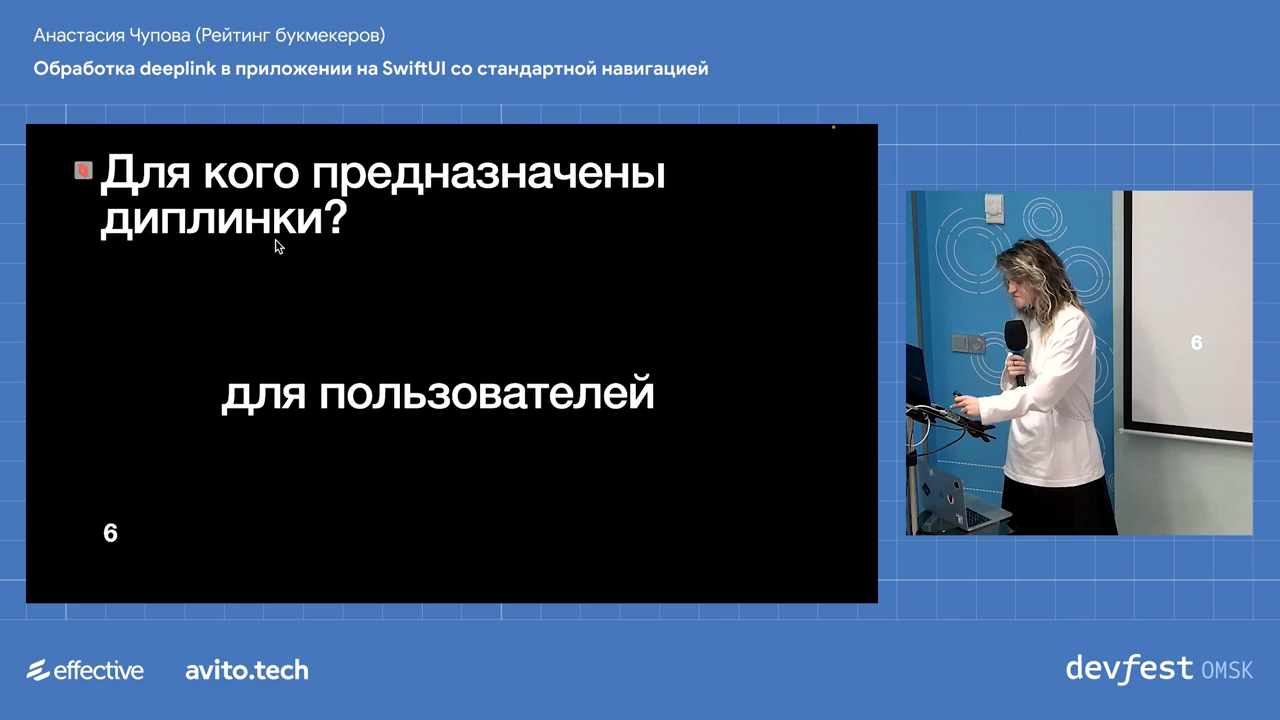 Анастасия Чупова (Рейтинг букмекеров)
Обработка deeplink в приложении на SwiftUI со стандартной навигацией
Для кого предназначены
диплинки?
для пользователей
6
6
effective
avito.tech
devfest OMSK